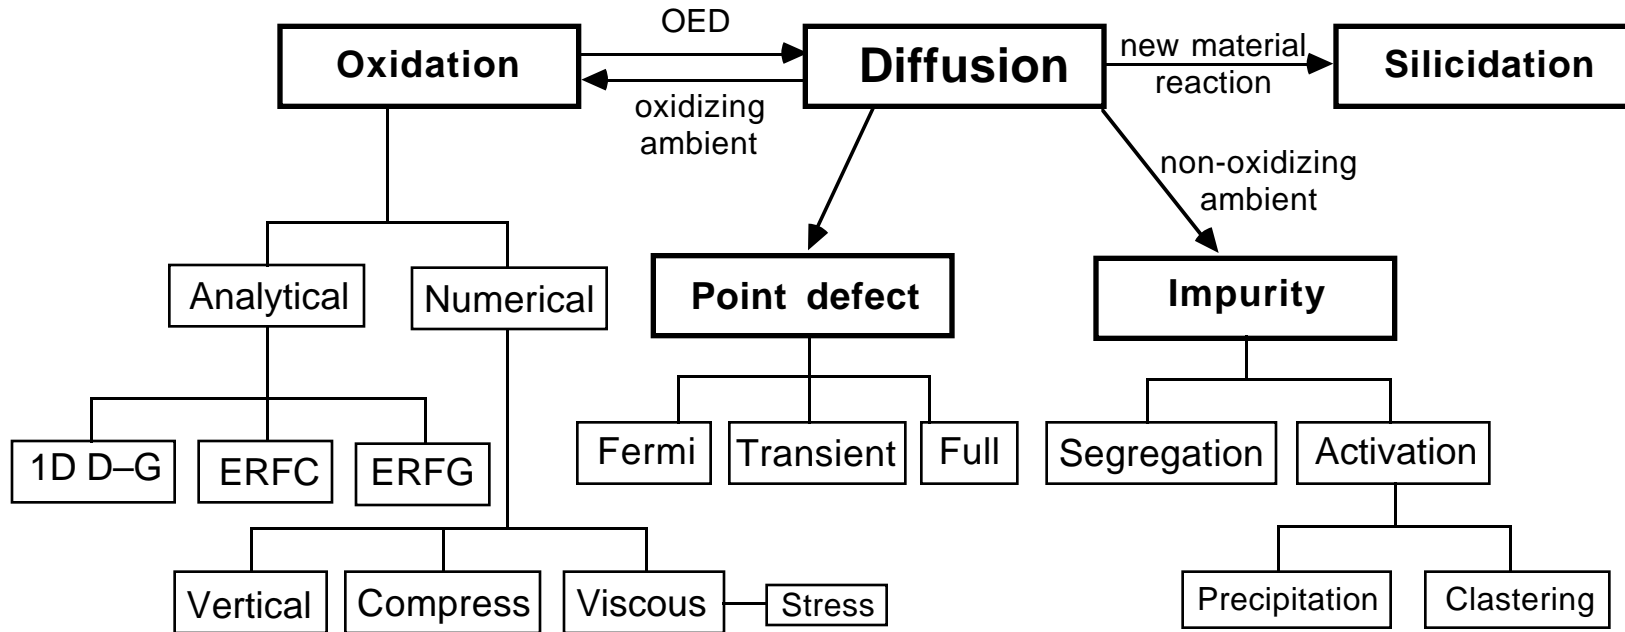 OED
Oxidation
Diffusion
new material
reaction
Silicidation
oxidizing
ambient
non-oxidizing
ambient
Analytical
Numerical
Point defect
Impurity
1D D–G
ERFC
ERFG
Fermi
Transient
Full
Segregation
Activation
Vertical
Compress
Viscous
Stress
Precipitation
Clastering